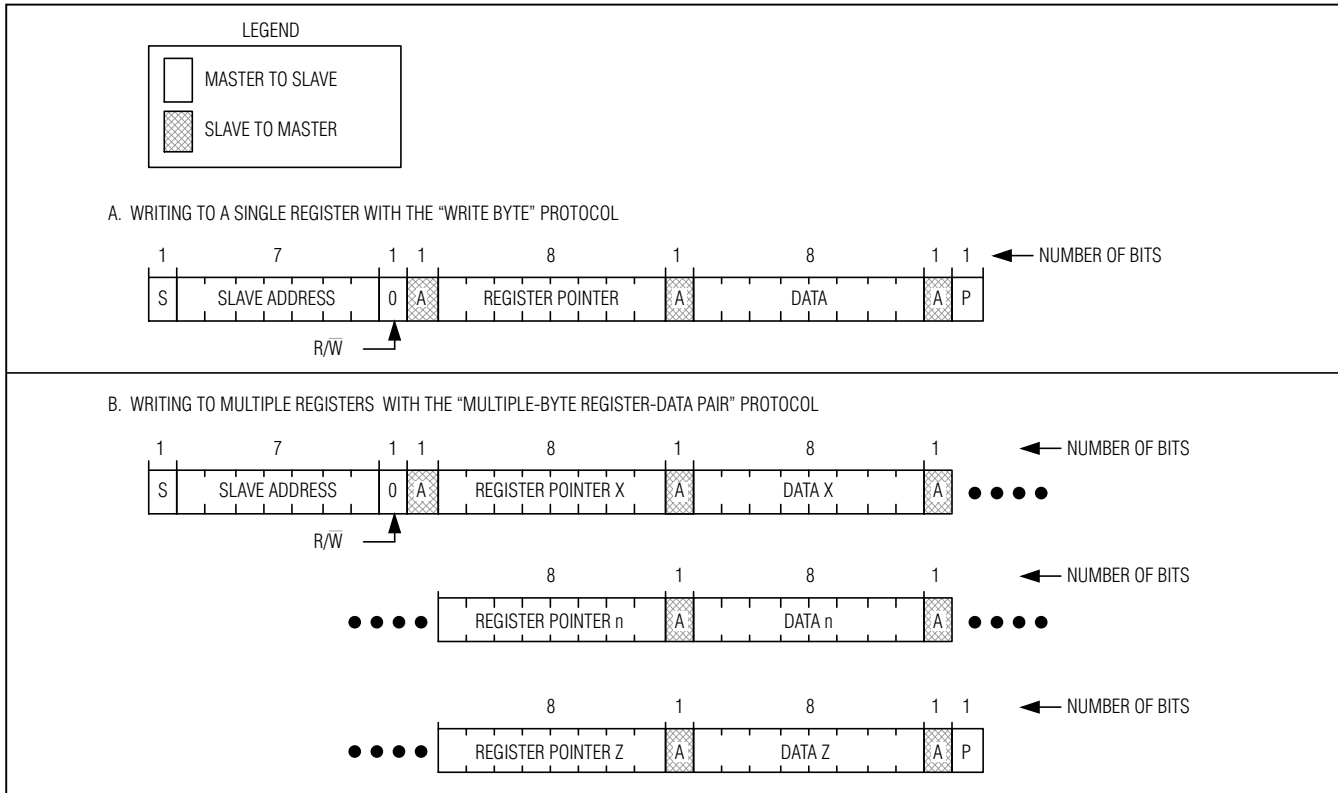 LEGEND
MASTER TO SLAVE
SLAVE TO MASTER
A. WRITING TO A SINGLE REGISTER WITH THE “WRITE BYTE” PROTOCOL
1 7 1 1 8 1 8 1 1 NUMBER OF BITS
S SLAVE ADDRESS 0 A REGISTER POINTER A DATA A P
R/W̅
B. WRITING TO MULTIPLE REGISTERS WITH THE “MULTIPLE-BYTE REGISTER-DATA PAIR” PROTOCOL
1 7 1 1 8 1 8 1 NUMBER OF BITS
S SLAVE ADDRESS 0 A REGISTER POINTER X A DATA X A
R/W̅
8 1 8 1 NUMBER OF BITS
REGISTER POINTER n A DATA n A
8 1 8 1 1 NUMBER OF BITS
REGISTER POINTER Z A DATA Z A P